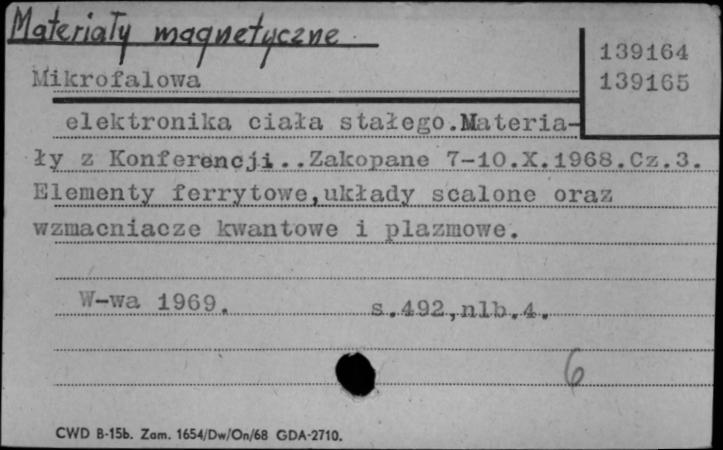 Materiały magnetyczne
139164
139165
Mikrofalowa
elektronika ciała stałego.Materia-
ły z Konferencji..Zakopane 7-10.X.1968.Cz.3.
Elementy ferrytowe,układy scalone oraz
wzmacniacze kwantowe i plazmowe.
W-wa 1969. s.492,nlb.4.
6
CWD B-15b. Zam. 1654/Dw/On/68 GDA-2710.